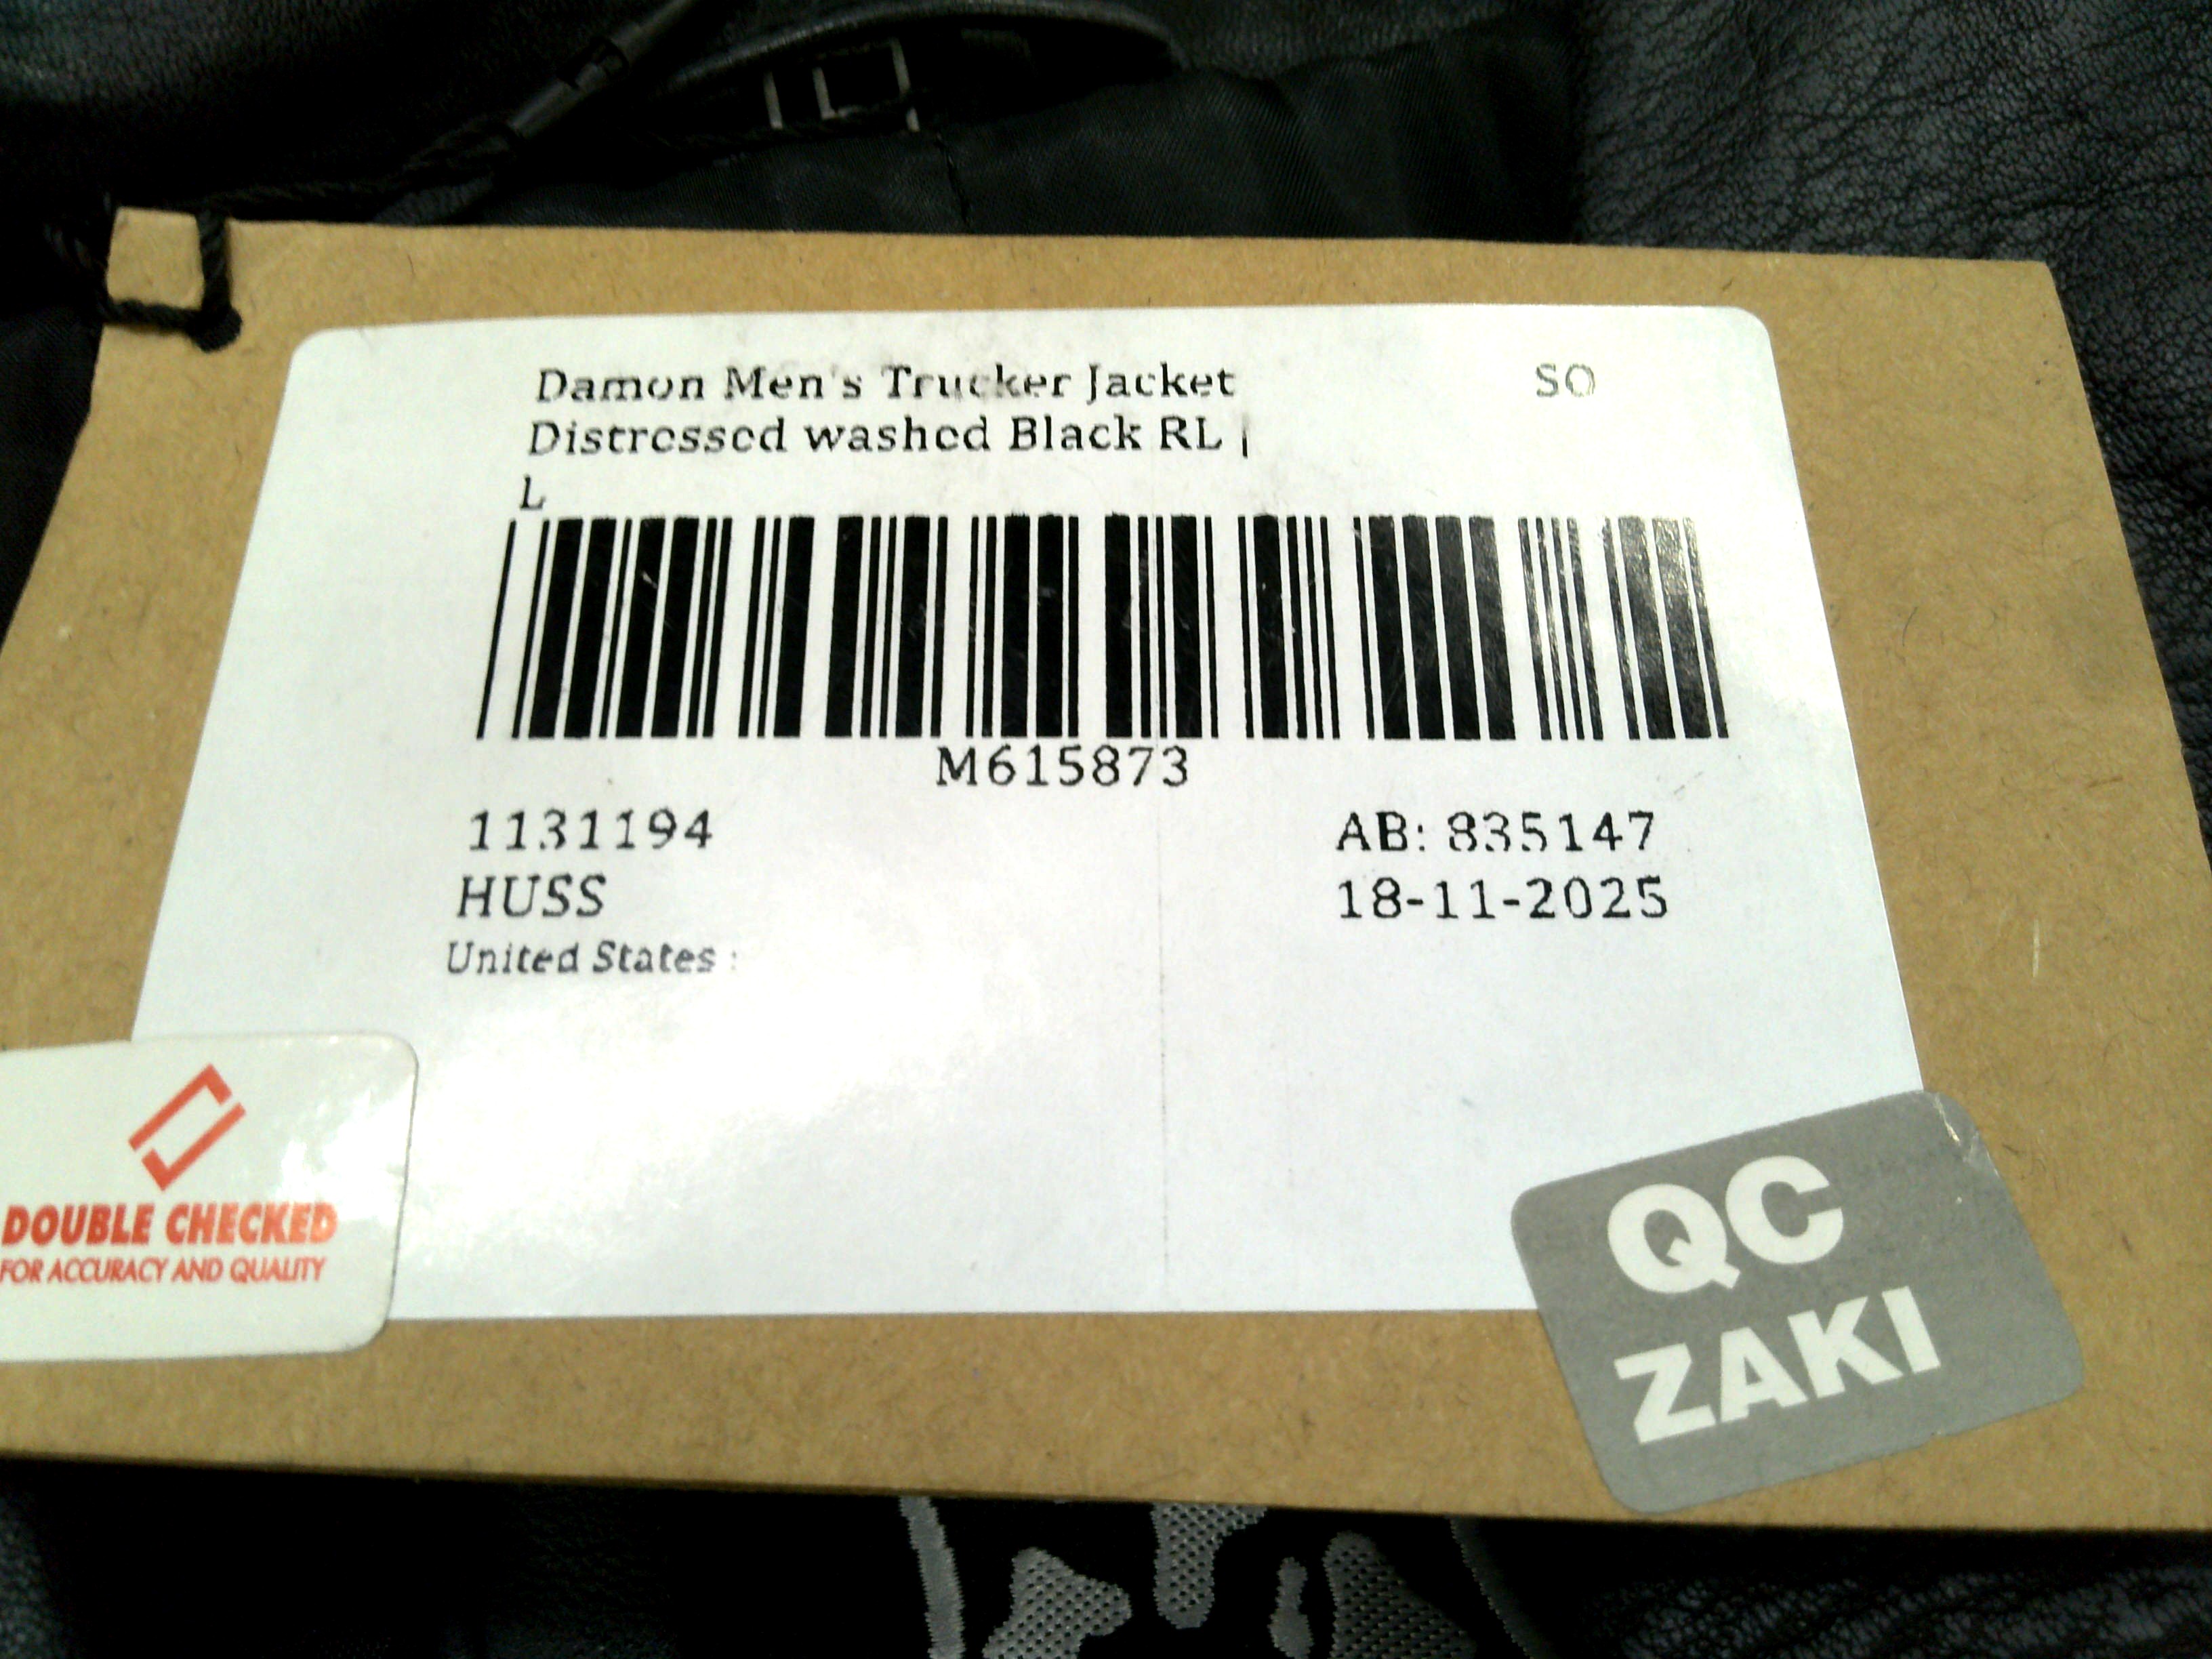 Damon Men's Trucker Jacket
SO
Distressed washed Black RL |
L
M615873
1131194
AB: 835147
HUSS
18-11-2025
United States :
DOUBLE CHECKED
FOR ACCURACY AND QUALITY
QC
ZAKI